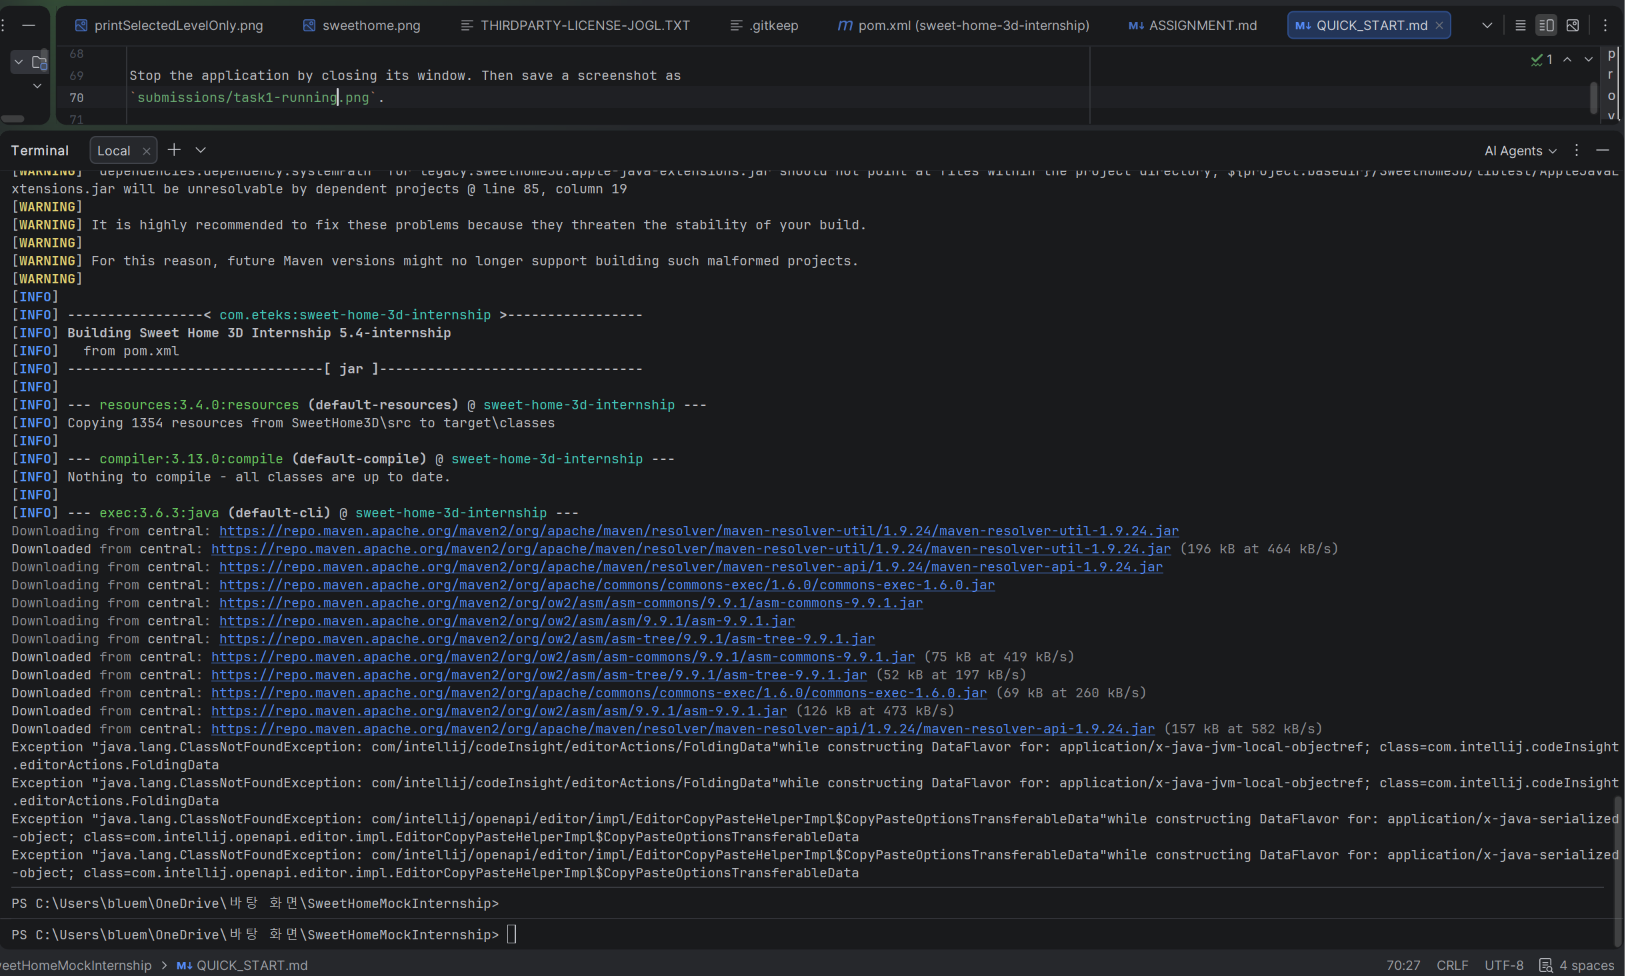 printSelectedLevelOnly.png sweethome.png THIRDPARTY-LICENSE-JOGL.TXT .gitkeep pom.xml (sweet-home-3d-internship) ASSIGNMENT.md QUICK_START.md
68
69 Stop the application by closing its window. Then save a screenshot as
70 `submissions/task1-running.png`.
71
1
p
r
o
v
Terminal Local AI Agents
[WARNING] 'dependencies.dependency.systemPath' for legacy.sweethome3d:apple-java-extensions:jar should not point at files within the project directory, ${project.basedir}/SweetHome3D/libtest/AppleJavaE
xtensions.jar will be unresolvable by dependent projects @ line 85, column 19
[WARNING]
[WARNING] It is highly recommended to fix these problems because they threaten the stability of your build.
[WARNING]
[WARNING] For this reason, future Maven versions might no longer support building such malformed projects.
[WARNING]
[INFO]
[INFO] -----------------< com.eteks:sweet-home-3d-internship >-----------------
[INFO] Building Sweet Home 3D Internship 5.4-internship
[INFO]   from pom.xml
[INFO] --------------------------------[ jar ]---------------------------------
[INFO]
[INFO] --- resources:3.4.0:resources (default-resources) @ sweet-home-3d-internship ---
[INFO] Copying 1354 resources from SweetHome3D\src to target\classes
[INFO]
[INFO] --- compiler:3.13.0:compile (default-compile) @ sweet-home-3d-internship ---
[INFO] Nothing to compile - all classes are up to date.
[INFO]
[INFO] --- exec:3.6.3:java (default-cli) @ sweet-home-3d-internship ---
Downloading from central: https://repo.maven.apache.org/maven2/org/apache/maven/resolver/maven-resolver-util/1.9.24/maven-resolver-util-1.9.24.jar
Downloaded from central: https://repo.maven.apache.org/maven2/org/apache/maven/resolver/maven-resolver-util/1.9.24/maven-resolver-util-1.9.24.jar (196 kB at 464 kB/s)
Downloading from central: https://repo.maven.apache.org/maven2/org/apache/maven/resolver/maven-resolver-api/1.9.24/maven-resolver-api-1.9.24.jar
Downloading from central: https://repo.maven.apache.org/maven2/org/apache/commons/commons-exec/1.6.0/commons-exec-1.6.0.jar
Downloading from central: https://repo.maven.apache.org/maven2/org/ow2/asm/asm-commons/9.9.1/asm-commons-9.9.1.jar
Downloading from central: https://repo.maven.apache.org/maven2/org/ow2/asm/asm/9.9.1/asm-9.9.1.jar
Downloading from central: https://repo.maven.apache.org/maven2/org/ow2/asm/asm-tree/9.9.1/asm-tree-9.9.1.jar
Downloaded from central: https://repo.maven.apache.org/maven2/org/ow2/asm/asm-commons/9.9.1/asm-commons-9.9.1.jar (75 kB at 419 kB/s)
Downloaded from central: https://repo.maven.apache.org/maven2/org/ow2/asm/asm-tree/9.9.1/asm-tree-9.9.1.jar (52 kB at 197 kB/s)
Downloaded from central: https://repo.maven.apache.org/maven2/org/apache/commons/commons-exec/1.6.0/commons-exec-1.6.0.jar (69 kB at 260 kB/s)
Downloaded from central: https://repo.maven.apache.org/maven2/org/ow2/asm/asm/9.9.1/asm-9.9.1.jar (126 kB at 473 kB/s)
Downloaded from central: https://repo.maven.apache.org/maven2/org/apache/maven/resolver/maven-resolver-api/1.9.24/maven-resolver-api-1.9.24.jar (157 kB at 582 kB/s)
Exception "java.lang.ClassNotFoundException: com/intellij/codeInsight/editorActions/FoldingData"while constructing DataFlavor for: application/x-java-jvm-local-objectref; class=com.intellij.codeInsight
.editorActions.FoldingData
Exception "java.lang.ClassNotFoundException: com/intellij/codeInsight/editorActions/FoldingData"while constructing DataFlavor for: application/x-java-jvm-local-objectref; class=com.intellij.codeInsight
.editorActions.FoldingData
Exception "java.lang.ClassNotFoundException: com/intellij/openapi/editor/impl/EditorCopyPasteHelperImpl$CopyPasteOptionsTransferableData"while constructing DataFlavor for: application/x-java-serialized
-object; class=com.intellij.openapi.editor.impl.EditorCopyPasteHelperImpl$CopyPasteOptionsTransferableData
Exception "java.lang.ClassNotFoundException: com/intellij/openapi/editor/impl/EditorCopyPasteHelperImpl$CopyPasteOptionsTransferableData"while constructing DataFlavor for: application/x-java-serialized
-object; class=com.intellij.openapi.editor.impl.EditorCopyPasteHelperImpl$CopyPasteOptionsTransferableData
PS C:\Users\bluem\OneDrive\바탕 화면\SweetHomeMockInternship>
PS C:\Users\bluem\OneDrive\바탕 화면\SweetHomeMockInternship>
eetHomeMockInternship > QUICK_START.md 70:27 CRLF UTF-8 4 spaces